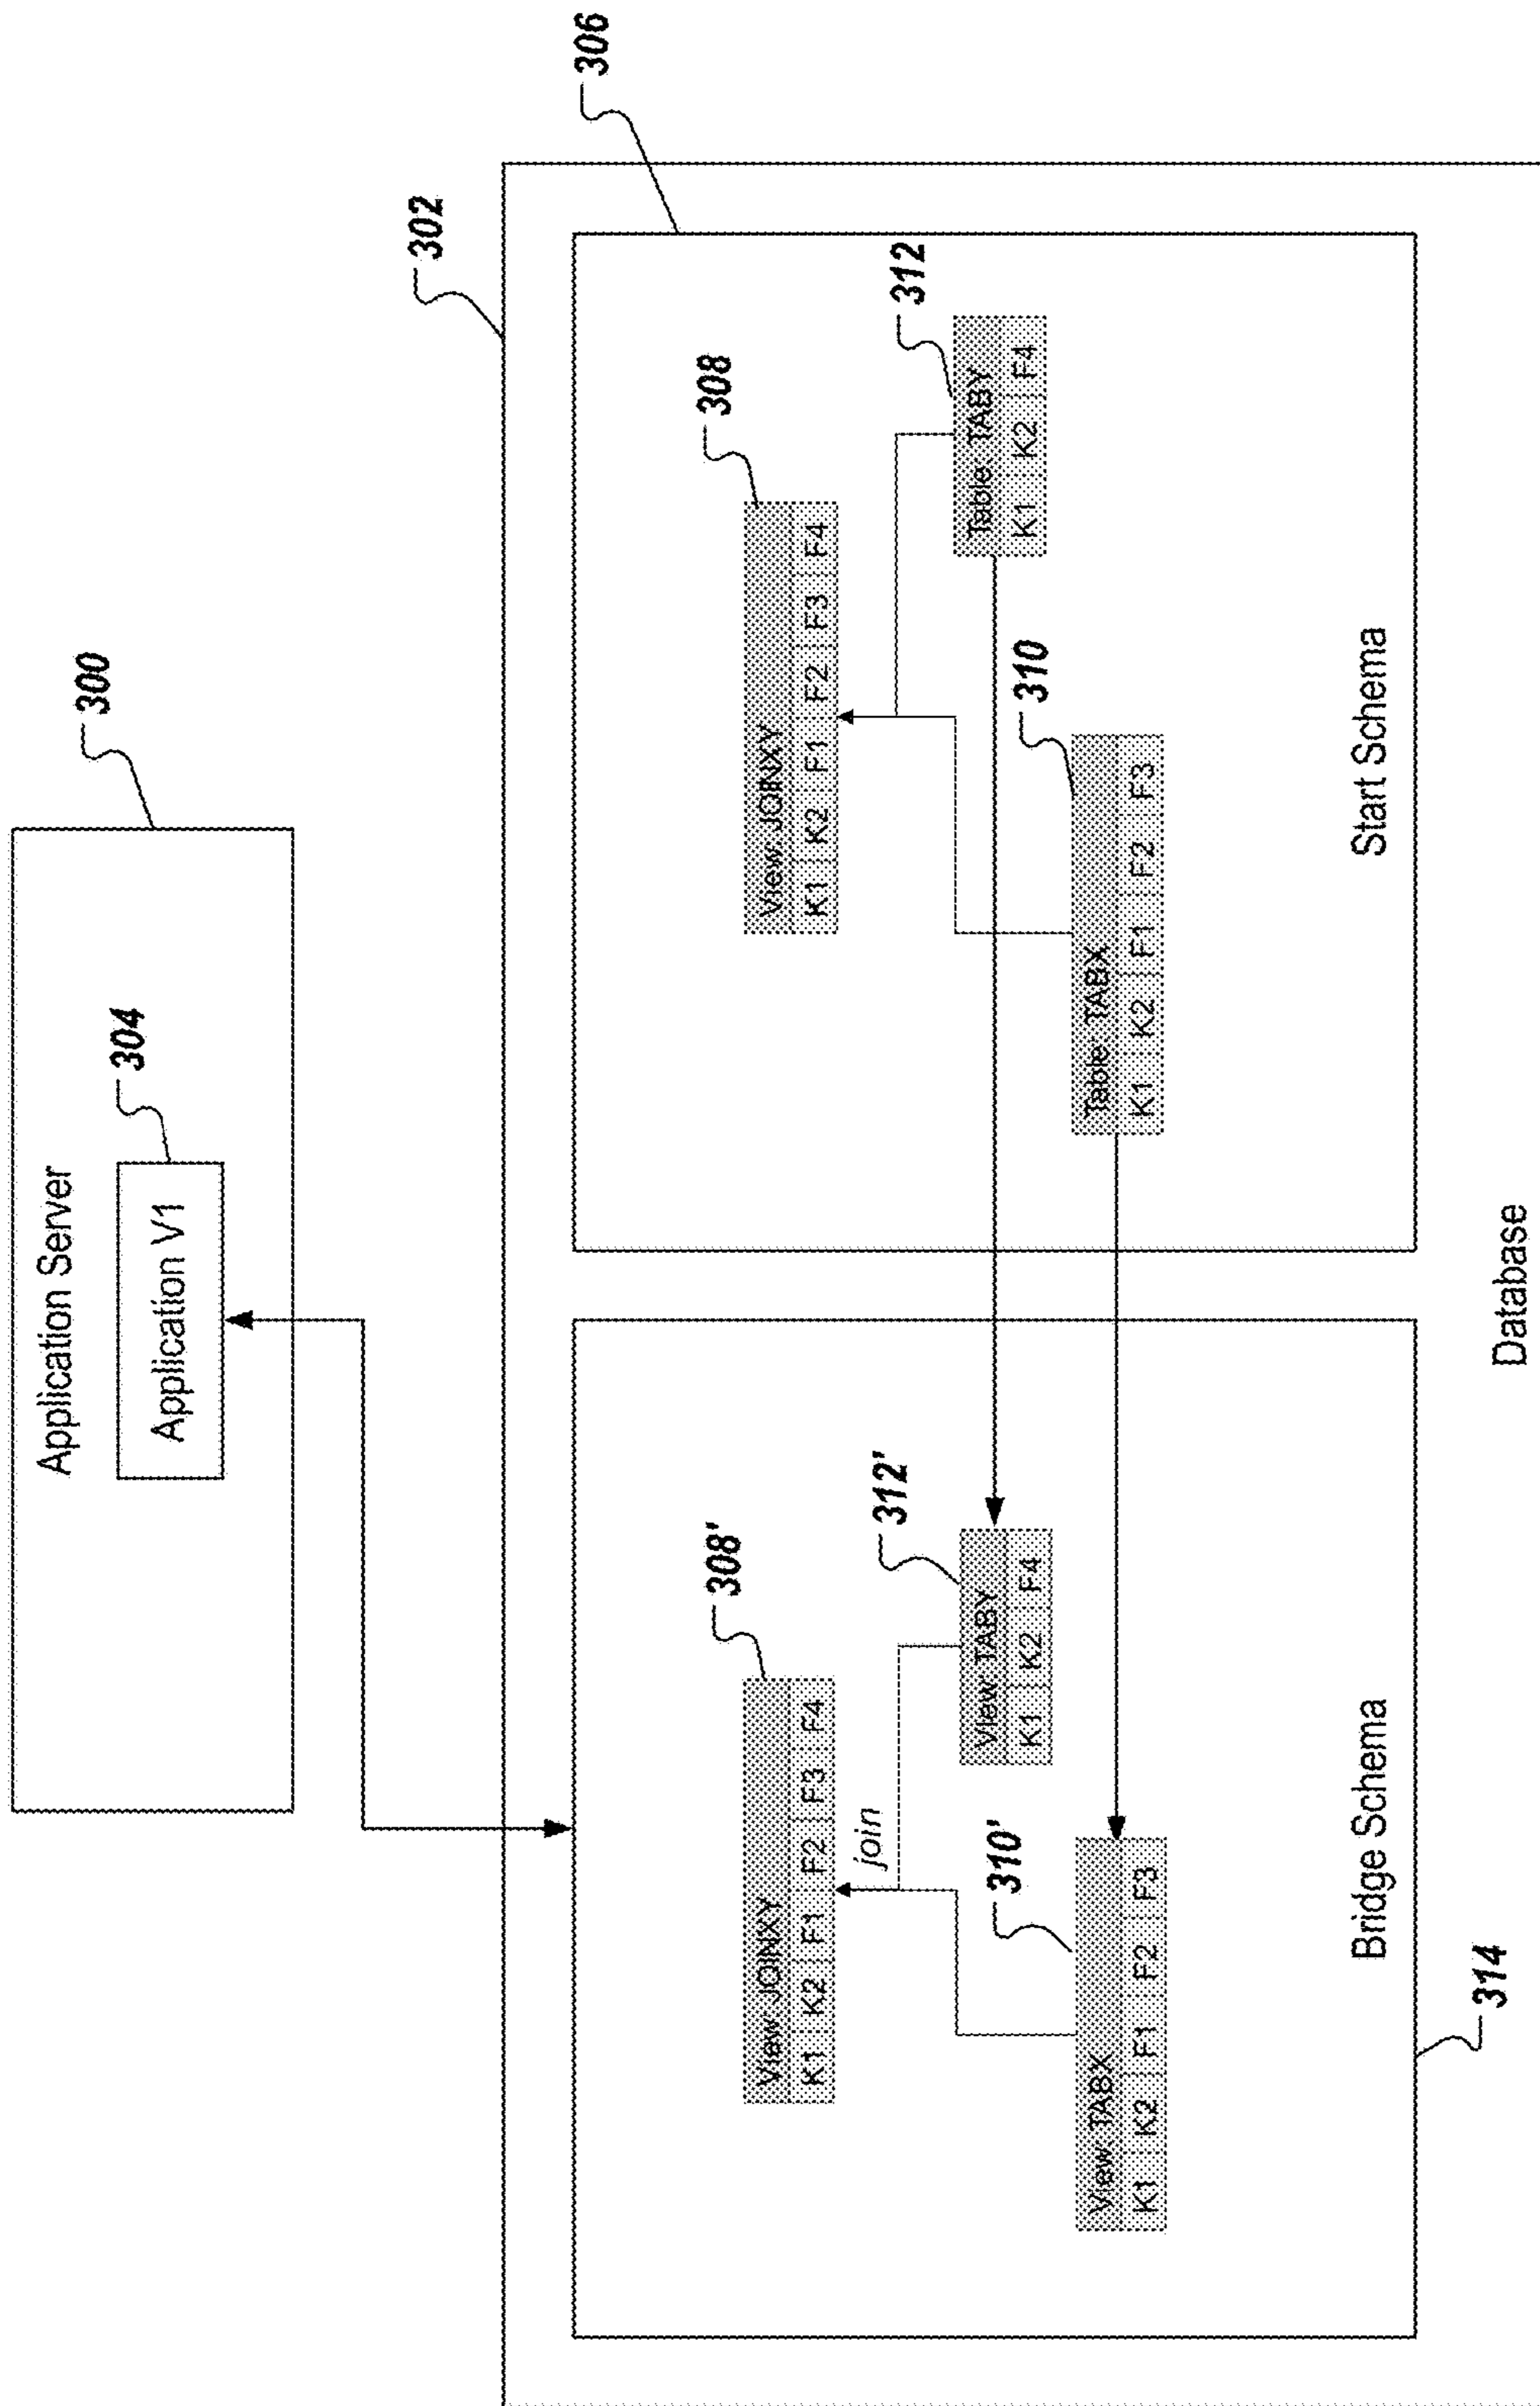 Application Server
300
304
Application V1
302
306
308'
View: JOINXY
K1 K2 F1 F2 F3 F4
join
312'
View: TABY
K1 K2 F4
310'
View: TABX
K1 K2 F1 F2 F3
Bridge Schema
314
308
View: JOINXY
K1 K2 F1 F2 F3 F4
312
Table: TABY
K1 K2 F4
310
Table: TABX
K1 K2 F1 F2 F3
Start Schema
Database